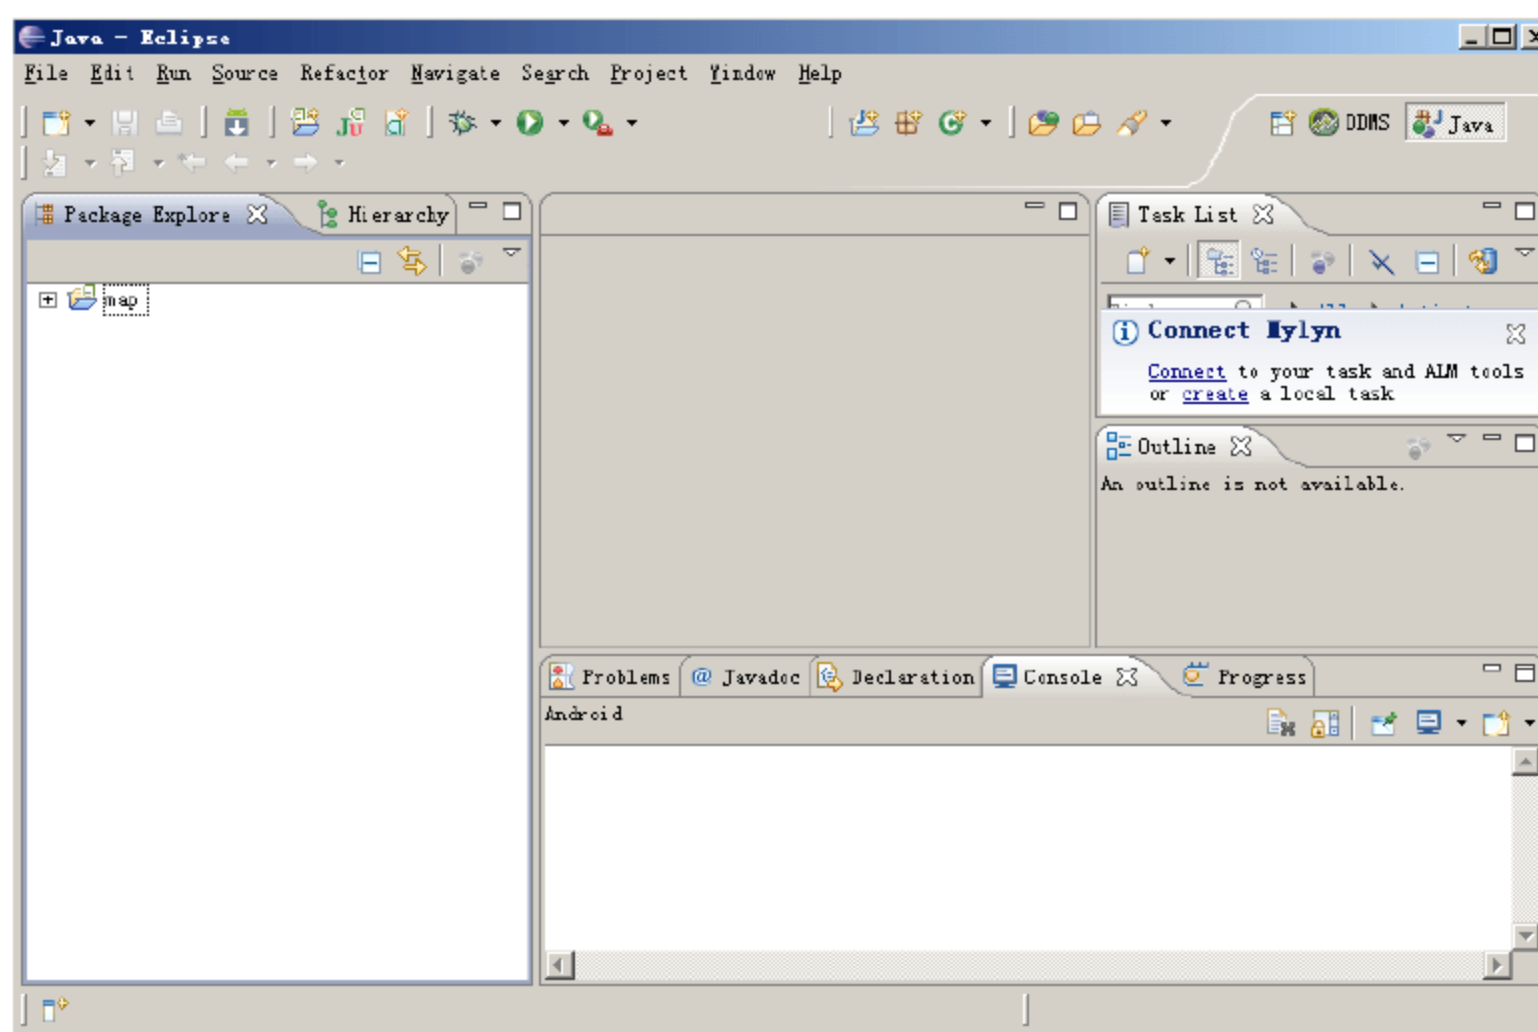 Java - Eclipse
File Edit Run Source Refactor Navigate Search Project Window Help
DDMS Java
Package Explore Hierarchy
Task List
map
Connect Mylyn
Connect to your task and ALM tools
or create a local task
Outline
An outline is not available.
Problems @ Javadoc Declaration Console Progress
Android